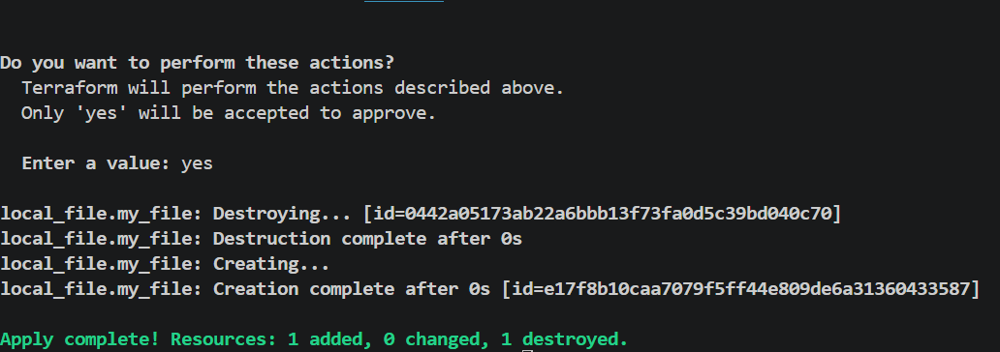 Do you want to perform these actions?
Terraform will perform the actions described above.
Only 'yes' will be accepted to approve.
Enter a value: yes
local_file.my_file: Destroying... [id=0442a05173ab22a6bbb13f73fa0d5c39bd040c70]
local_file.my_file: Destruction complete after 0s
local_file.my_file: Creating...
local_file.my_file: Creation complete after 0s [id=e17f8b10caa7079f5ff44e809de6a31360433587]
Apply complete! Resources: 1 added, 0 changed, 1 destroyed.